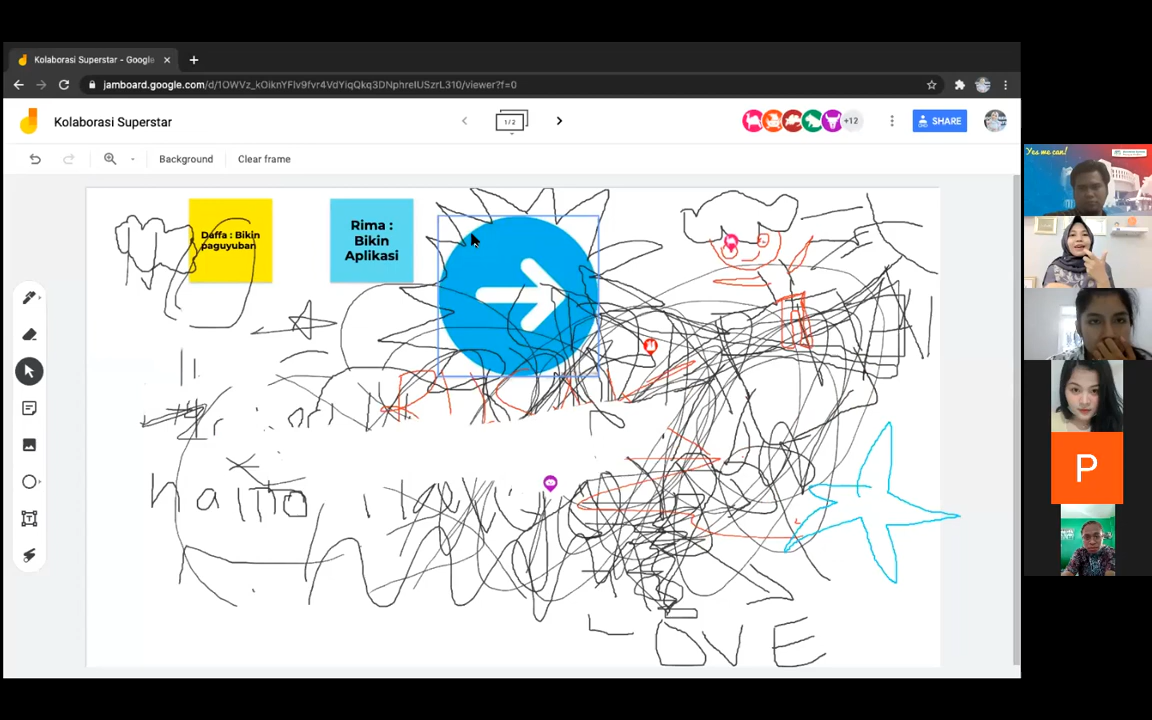 Kolaborasi Superstar - Google
jamboard.google.com/d/1OWVz_kOiknYFlv9fvr4VdYiqQkq3DNphreIUSzrL310/viewer?f=0
Kolaborasi Superstar
1/2
+12
SHARE
Background
Clear frame
Daffa : Bikin
paguyuban
Rima :
Bikin
Aplikasi
LOVE
Yes we can!
P